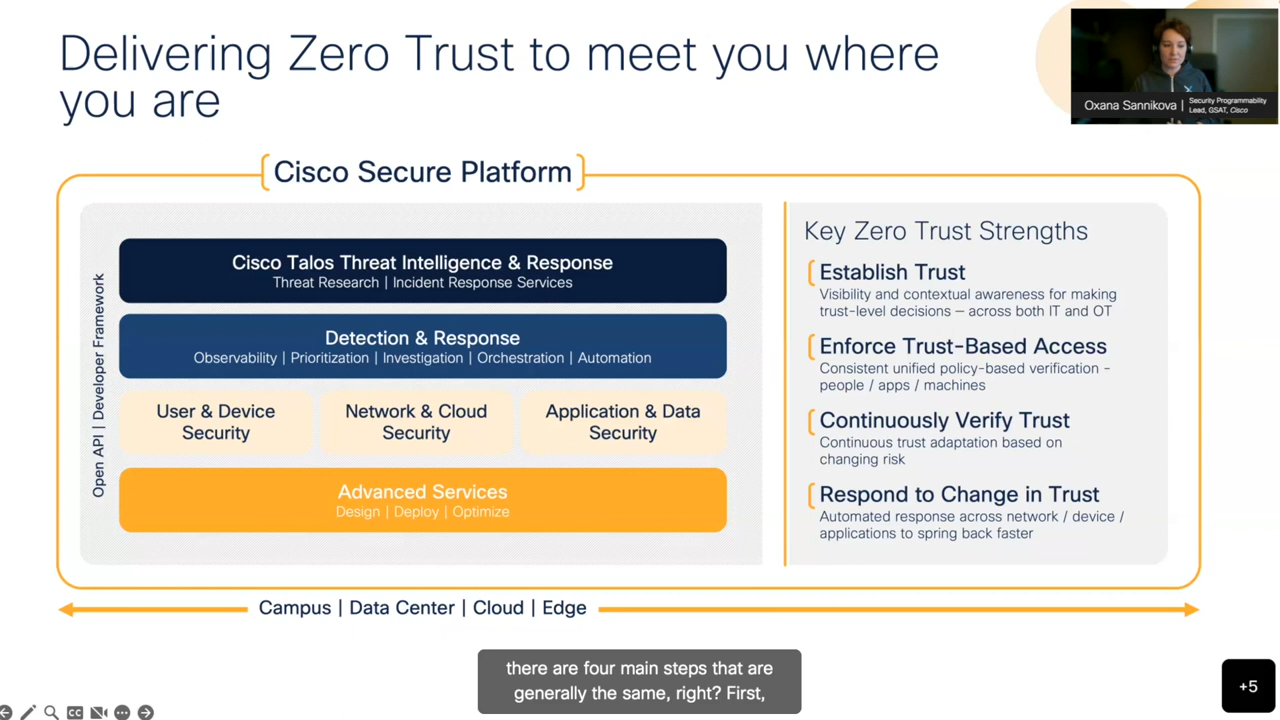 Delivering Zero Trust to meet you where
you are
Oxana Sannikova | Security Programmability
Lead, GSAT, Cisco
Cisco Secure Platform
Open API | Developer Framework
Cisco Talos Threat Intelligence & Response
Threat Research | Incident Response Services
Detection & Response
Observability | Prioritization | Investigation | Orchestration | Automation
User & Device
Security
Network & Cloud
Security
Application & Data
Security
Advanced Services
Design | Deploy | Optimize
Key Zero Trust Strengths
Establish Trust
Visibility and contextual awareness for making
trust-level decisions – across both IT and OT
Enforce Trust-Based Access
Consistent unified policy-based verification -
people / apps / machines
Continuously Verify Trust
Continuous trust adaptation based on
changing risk
Respond to Change in Trust
Automated response across network / device /
applications to spring back faster
Campus | Data Center | Cloud | Edge
there are four main steps that are
generally the same, right? First,
+5
CC